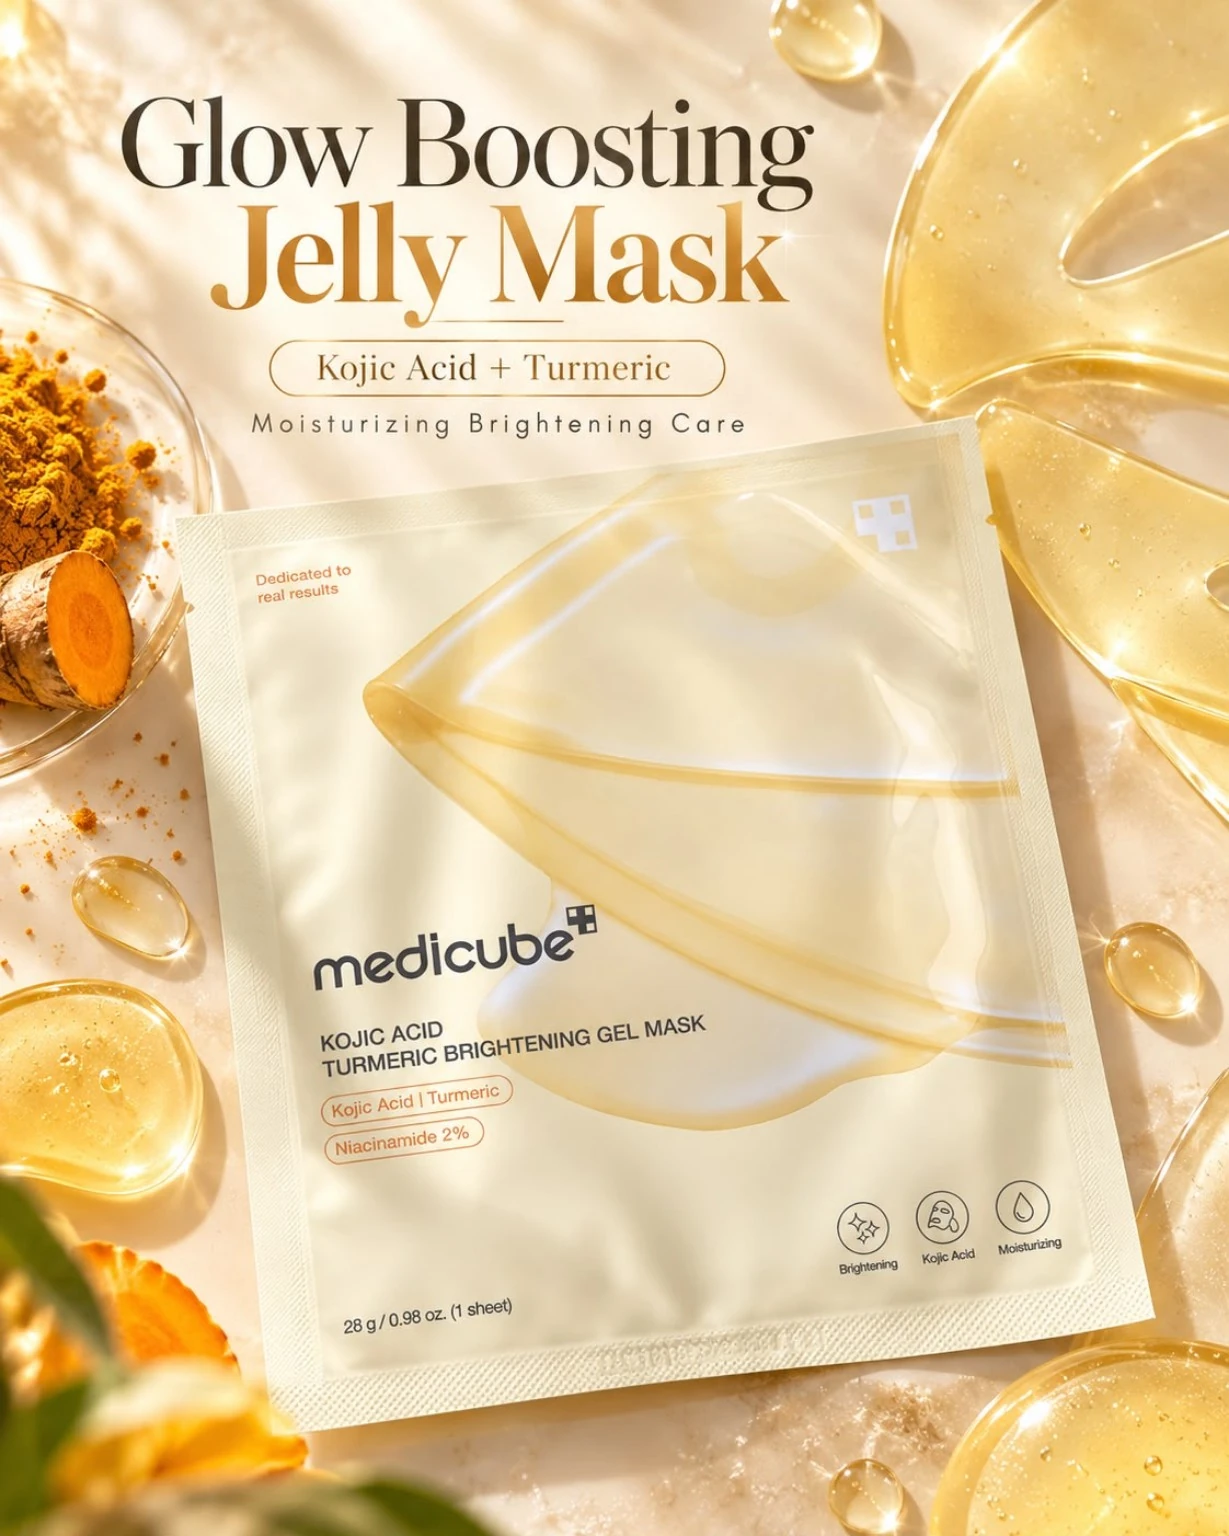 Glow Boosting
Jelly Mask
Kojic Acid + Turmeric
Moisturizing Brightening Care
Dedicated to
real results
medicube
KOJIC ACID
TURMERIC BRIGHTENING GEL MASK
Kojic Acid | Turmeric
Niacinamide 2%
Brightening
Kojic Acid
Moisturizing
28 g / 0.98 oz. (1 sheet)